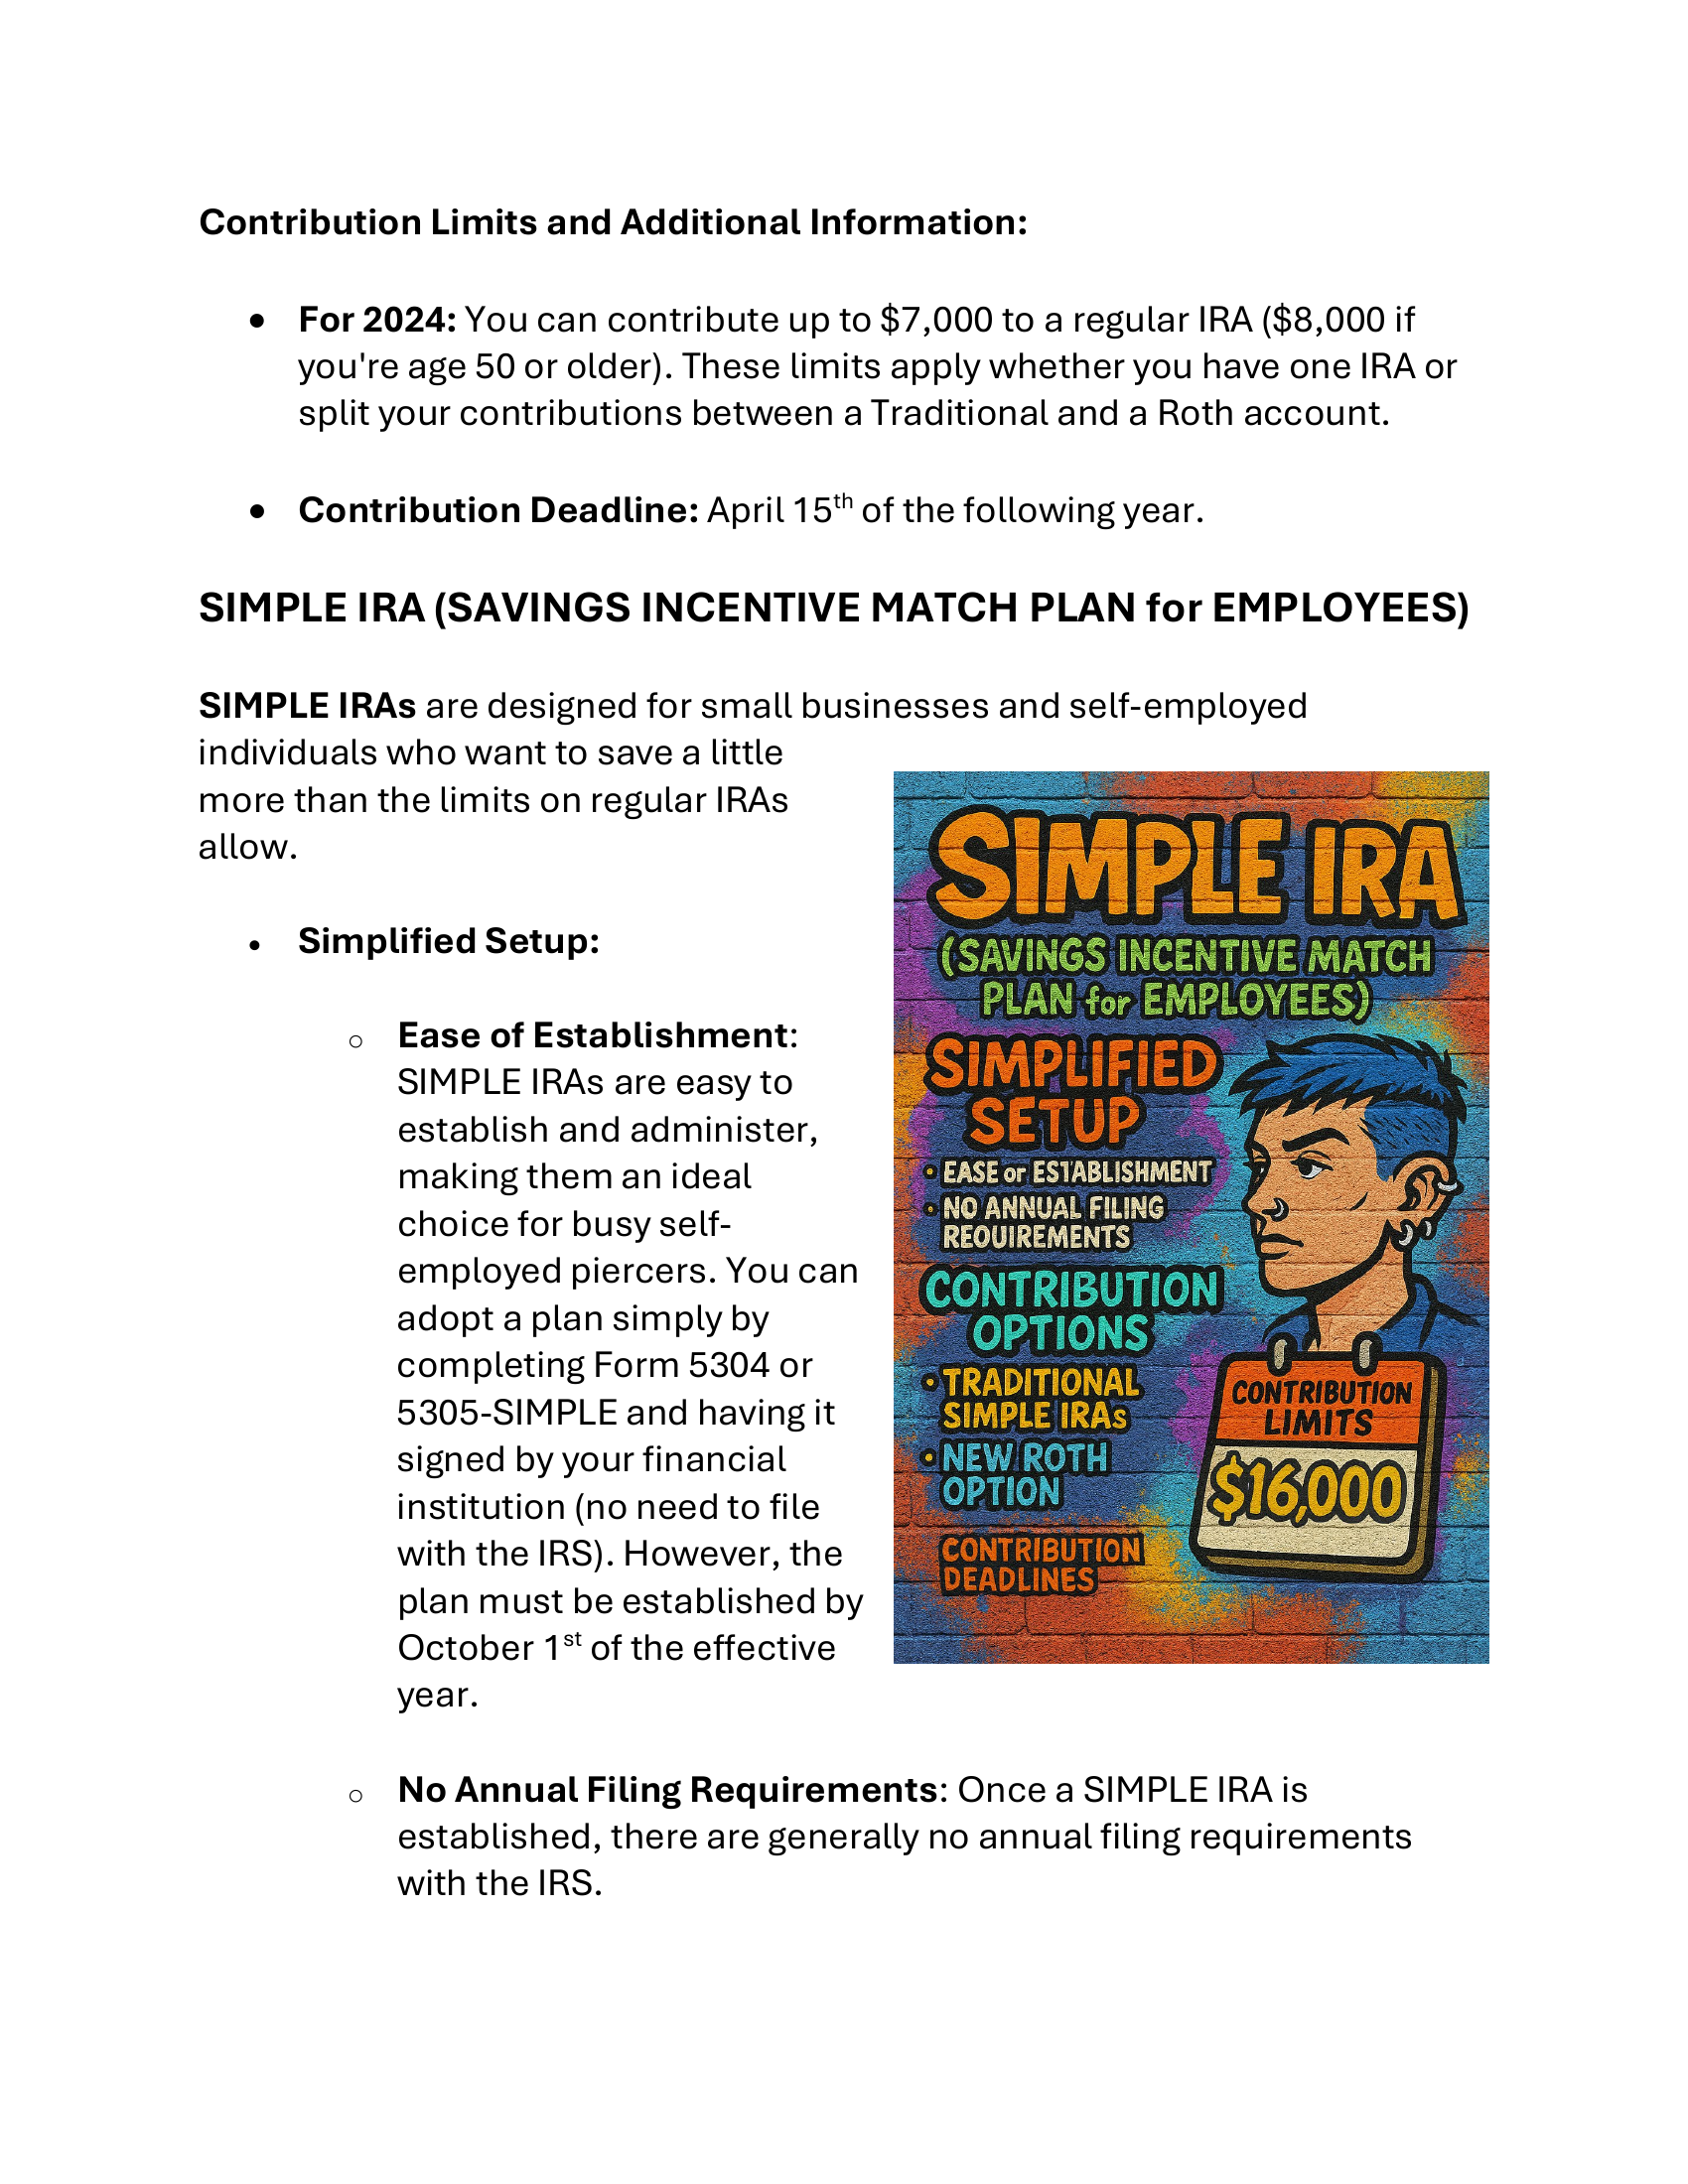 Contribution Limits and Additional Information:
• For 2024: You can contribute up to $7,000 to a regular IRA ($8,000 if
you're age 50 or older). These limits apply whether you have one IRA or
split your contributions between a Traditional and a Roth account.
• Contribution Deadline: April 15th of the following year.
SIMPLE IRA (SAVINGS INCENTIVE MATCH PLAN for EMPLOYEES)
SIMPLE IRAs are designed for small businesses and self-employed
individuals who want to save a little
more than the limits on regular IRAs
allow.
• Simplified Setup:
○ Ease of Establishment:
SIMPLE IRAs are easy to
establish and administer,
making them an ideal
choice for busy self-
employed piercers. You can
adopt a plan simply by
completing Form 5304 or
5305-SIMPLE and having it
signed by your financial
institution (no need to file
with the IRS). However, the
plan must be established by
October 1st of the effective
year.
SIMPLE IRA
(SAVINGS INCENTIVE MATCH
PLAN for EMPLOYEES)
SIMPLIFIED
SETUP
• EASE OF ESTABLISHMENT
• NO ANNUAL FILING
REQUIREMENTS
CONTRIBUTION
OPTIONS
• TRADITIONAL
SIMPLE IRAs
• NEW ROTH
OPTION
CONTRIBUTION
DEADLINES
CONTRIBUTION
LIMITS
$16,000
○ No Annual Filing Requirements: Once a SIMPLE IRA is
established, there are generally no annual filing requirements
with the IRS.